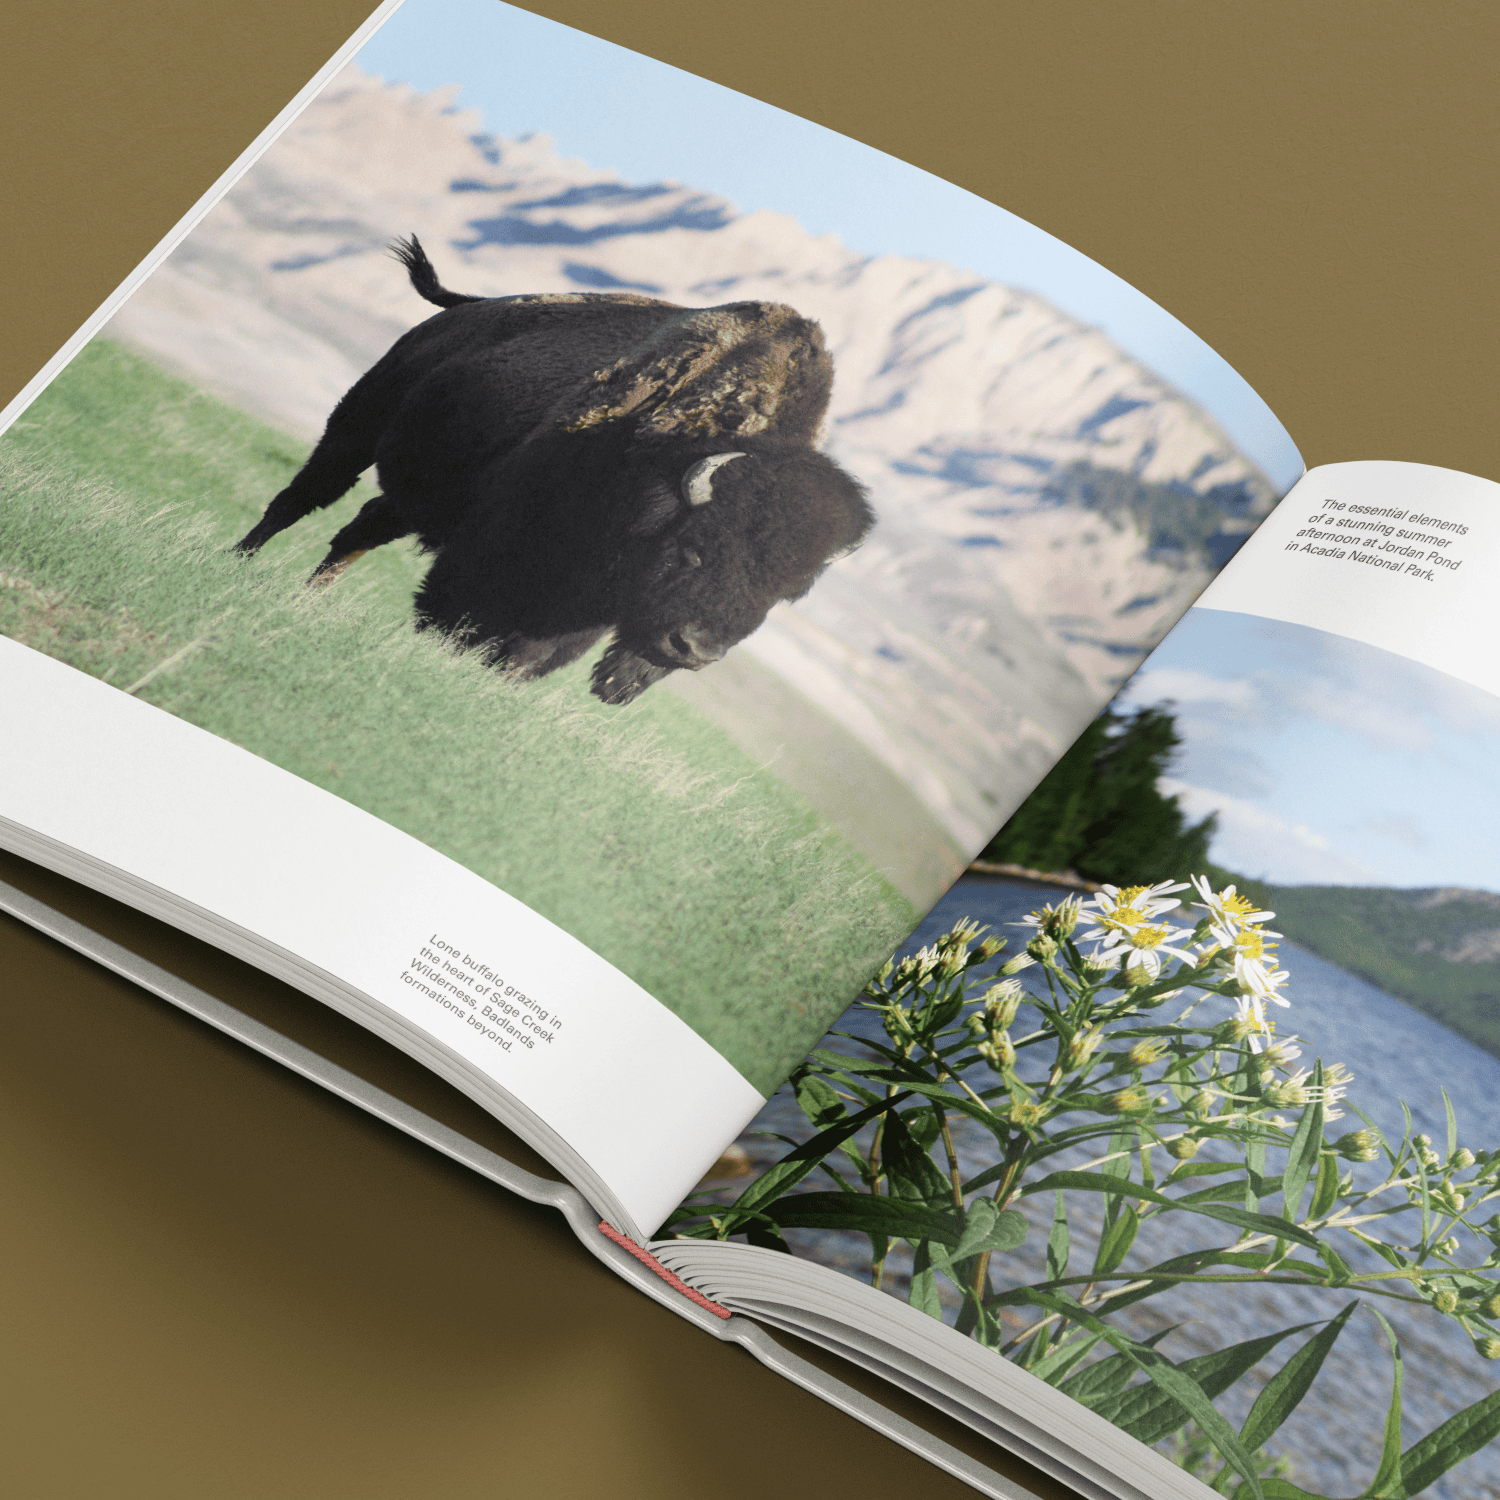 Lone buffalo grazing in
the heart of Sage Creek
Wilderness, Badlands
formations beyond.
The essential elements
of a stunning summer
afternoon at Jordan Pond
in Acadia National Park.